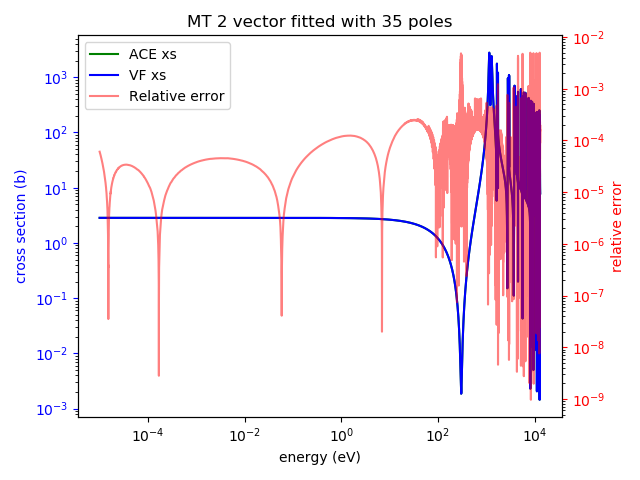 MT 2 vector fitted with 35 poles
ACE xs
VF xs
Relative error
cross section (b)
10³
10²
10¹
10⁰
10⁻¹
10⁻²
10⁻³
10⁻²
10⁻³
10⁻⁴
10⁻⁵
10⁻⁶
10⁻⁷
10⁻⁸
10⁻⁹
relative error
10⁻⁴
10⁻²
10⁰
10²
10⁴
energy (eV)